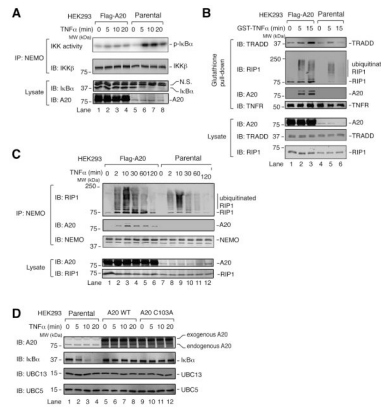 A
HEK293 Flag-A20 Parental
TNFα (min) 0 5 10 20 0 5 10 20
MW (kDa)
IP: NEMO
IKK activity p-IκBα
IB: IKKβ 75 IKKβ
Lysate
IB: IκBα 37 N.S.
IκBα
IB: A20 75 A20
Lane 1 2 3 4 5 6 7 8
B
HEK293 Flag-A20 Parental
GST-TNFα (min) 0 5 15 0 5 15
MW (kDa)
Glutathione pull-down
IB: TRADD 37 TRADD
250
IB: RIP1 ubiquitinated RIP1
75 RIP1
IB: A20 75 A20
IB: TNFR 50 TNFR
Lysate
IB: A20 75 A20
IB: TRADD 37 TRADD
IB: RIP1 75 RIP1
Lane 1 2 3 4 5 6
C
HEK293 Flag-A20 Parental
TNFα (min) 0 2 10 30 60 120 0 2 10 30 60 120
MW (kDa)
IP: NEMO
250
IB: RIP1 ubiquitinated RIP1
75 RIP1
IB: A20 75 A20
IB: NEMO NEMO
37
Lysate
IB: A20 75 A20
IB: RIP1 75 RIP1
Lane 1 2 3 4 5 6 7 8 9 10 11 12
D
HEK293 Parental A20 WT A20 C103A
TNFα (min) 0 5 10 20 0 5 10 20 0 5 10 20
MW (kDa)
IB: A20 exogenous A20
75 endogenous A20
IB: IκBα 37 IκBα
IB: UBC13 15 UBC13
IB: UBC5 15 UBC5
Lane 1 2 3 4 5 6 7 8 9 10 11 12